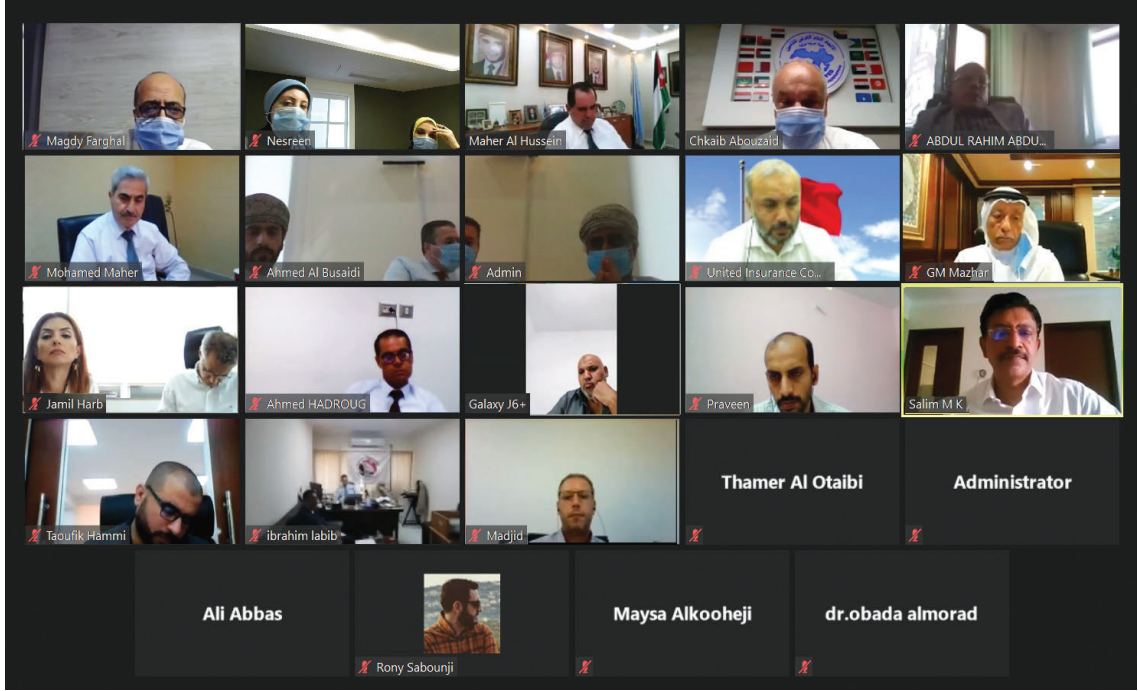 Magdy Farghal
Nesreen
Maher Al Hussein
Chkaib Abouzaid
ABDUL RAHIM ABDU...
Mohamed Maher
Ahmed Al Busaidi
Admin
United Insurance Co...
GM Mazhar
Jamil Harb
Ahmed HADROUG
Galaxy J6+
Praveen
Salim M K
Taoufik Hammi
ibrahim labib
Madjid
Thamer Al Otaibi
Administrator
Ali Abbas
Rony Sabounji
Maysa Alkooheji
dr.obada almorad